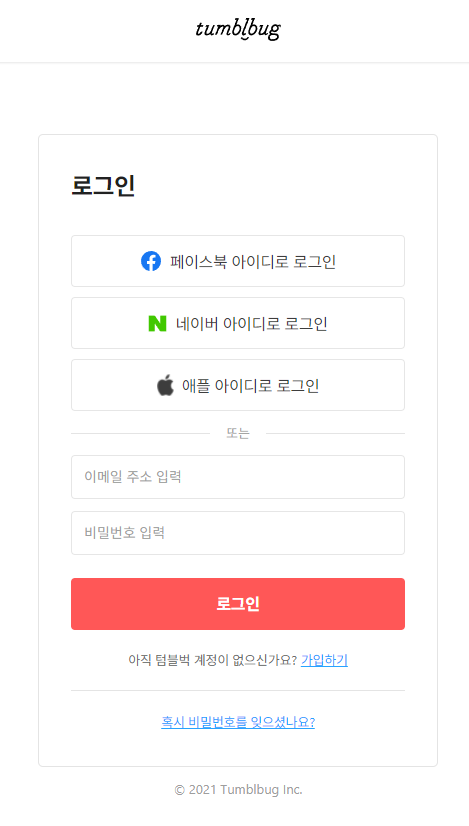 tumblbug
로그인
페이스북 아이디로 로그인
네이버 아이디로 로그인
애플 아이디로 로그인
또는
이메일 주소 입력
비밀번호 입력
로그인
아직 텀블벅 계정이 없으신가요? 가입하기
혹시 비밀번호를 잊으셨나요?
© 2021 Tumblbug Inc.